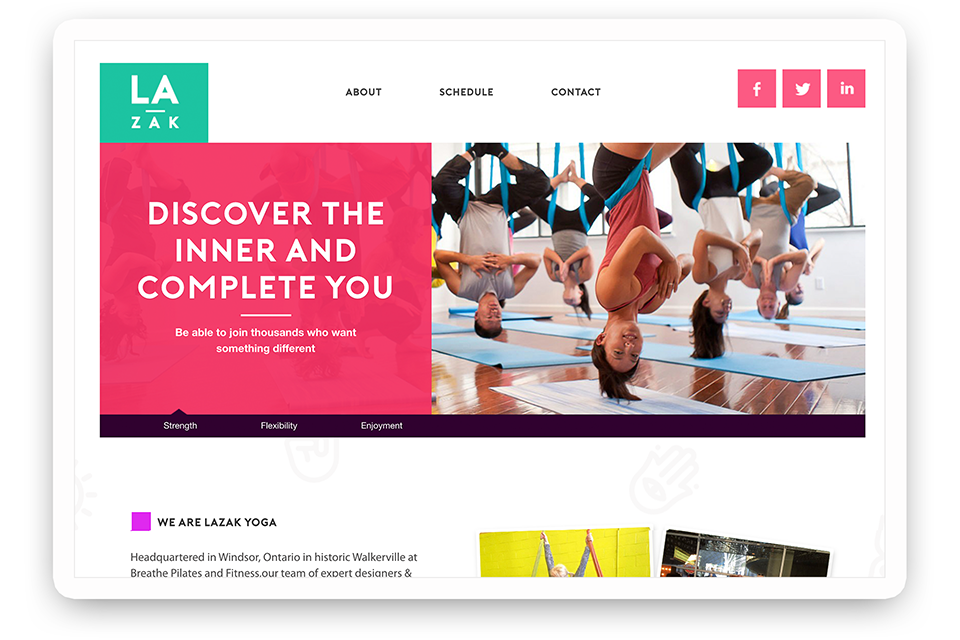 LA
ZAK
ABOUT
SCHEDULE
CONTACT
f
in
DISCOVER THE
INNER AND
COMPLETE YOU
Be able to join thousands who want
something different
Strength
Flexibility
Enjoyment
WE ARE LAZAK YOGA
Headquartered in Windsor, Ontario in historic Walkerville at
Breathe Pilates and Fitness.our team of expert designers &